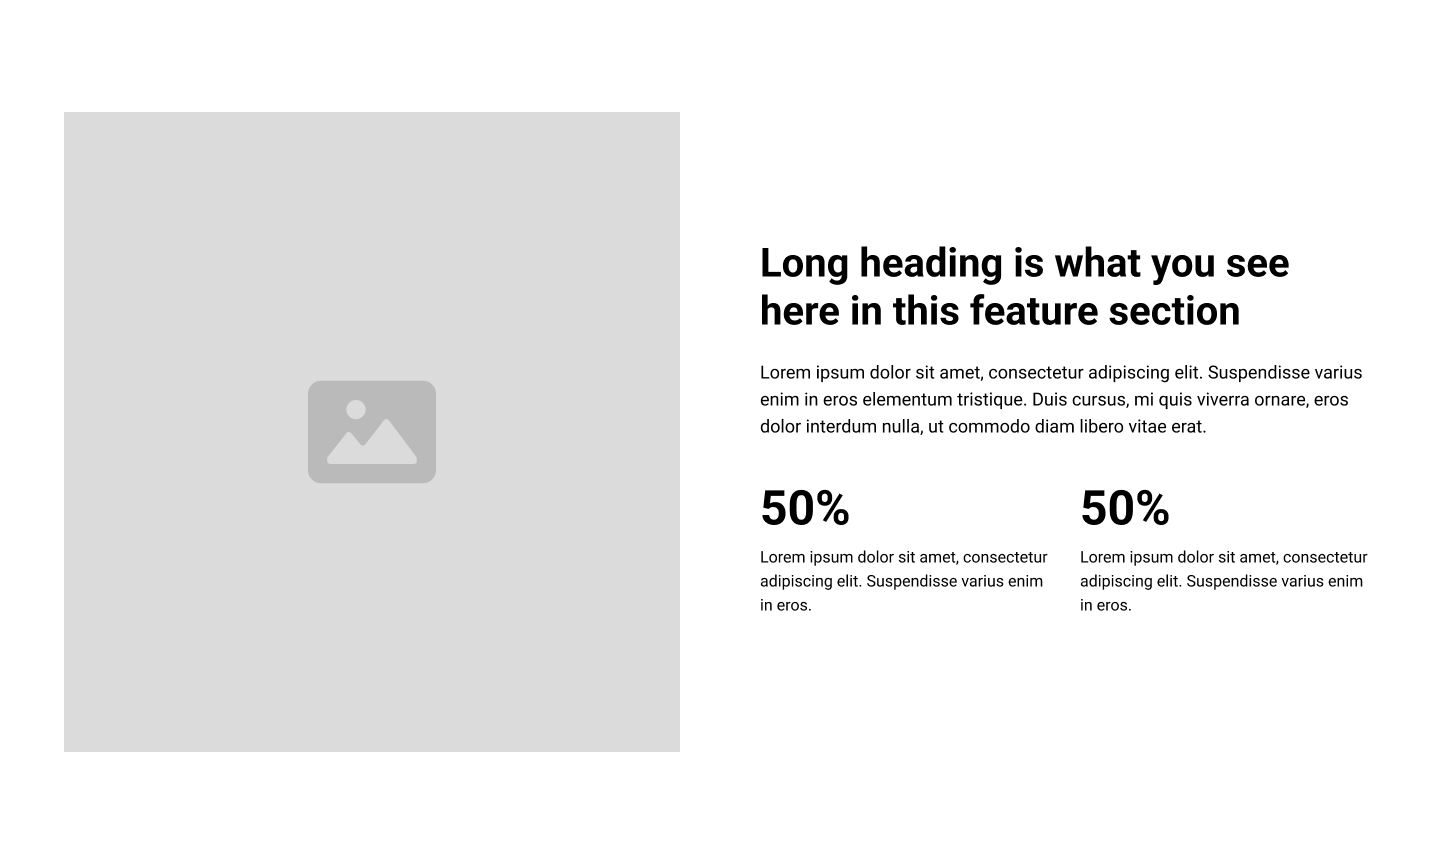 Long heading is what you see
here in this feature section
Lorem ipsum dolor sit amet, consectetur adipiscing elit. Suspendisse varius
enim in eros elementum tristique. Duis cursus, mi quis viverra ornare, eros
dolor interdum nulla, ut commodo diam libero vitae erat.
50%
Lorem ipsum dolor sit amet, consectetur
adipiscing elit. Suspendisse varius enim
in eros.
50%
Lorem ipsum dolor sit amet, consectetur
adipiscing elit. Suspendisse varius enim
in eros.